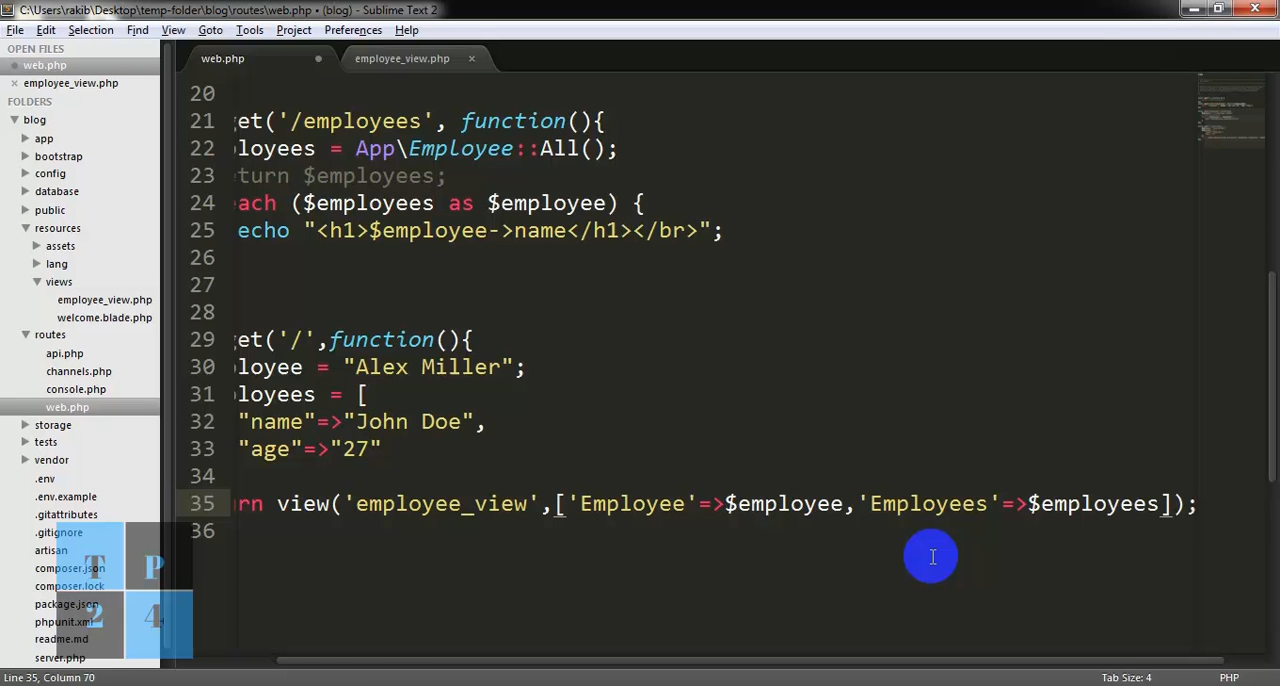 C:\Users\rakib\Desktop\temp-folder\blog\routes\web.php • (blog) - Sublime Text 2
File Edit Selection Find View Goto Tools Project Preferences Help
OPEN FILES
web.php
employee_view.php
FOLDERS
blog
app
bootstrap
config
database
public
resources
assets
lang
views
employee_view.php
welcome.blade.php
routes
api.php
channels.php
console.php
web.php
storage
tests
vendor
.env
.env.example
.gitattributes
.gitignore
artisan
composer.json
composer.lock
package.json
phpunit.xml
readme.md
server.php
TP
24
web.php employee_view.php
20
21 et('/employees', function(){
22 loyees = App\Employee::All();
23 turn $employees;
24 each ($employees as $employee) {
25 echo "<h1>$employee->name</h1></br>";
26
27
28
29 et('/',function(){
30 loyee = "Alex Miller";
31 loyees = [
32 "name"=>"John Doe",
33 "age"=>"27"
34
35 rn view('employee_view',['Employee'=>$employee,'Employees'=>$employees]);
36
Line 35, Column 70 Tab Size: 4 PHP